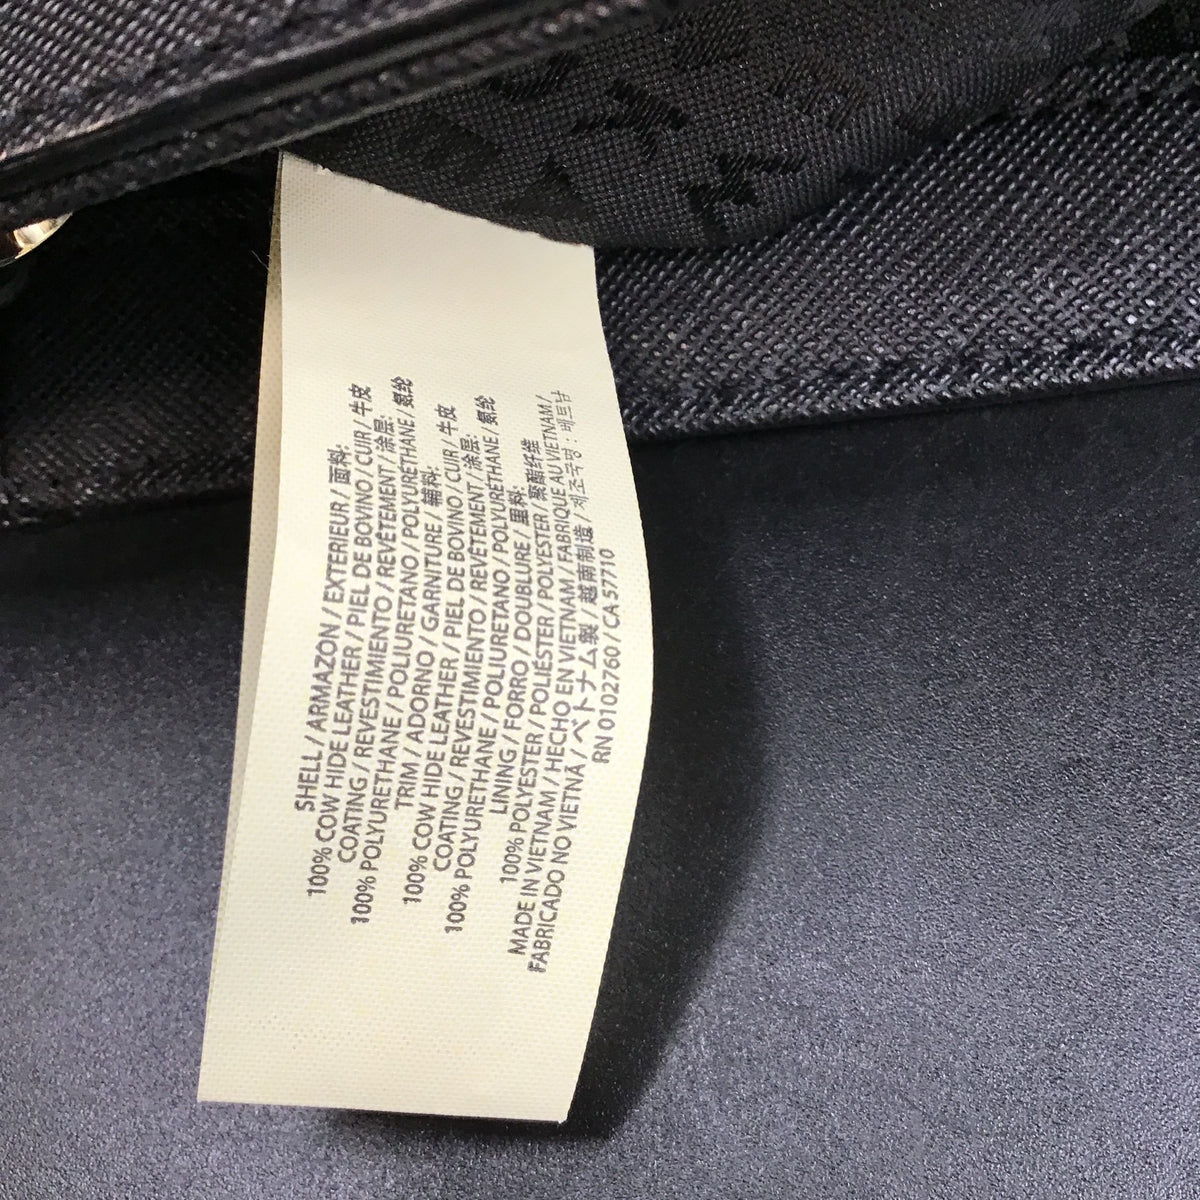 SHELL / ARMAZON / EXTERIEUR / 面料:
100% COW HIDE LEATHER / PIEL DE BOVINO / CUIR / 牛皮
COATING / REVESTIMIENTO / REVÊTEMENT / 涂层:
100% POLYURETHANE / POLIURETANO / POLYURÉTHANE / 氨纶
TRIM / ADORNO / GARNITURE / 輔料:
100% COW HIDE LEATHER / PIEL DE BOVINO / CUIR / 牛皮
COATING / REVESTIMIENTO / REVÊTEMENT / 涂层:
100% POLYURETHANE / POLIURETANO / POLYURÉTHANE / 氨纶
LINING / FORRO / DOUBLURE / 里料:
100% POLYESTER / POLIÉSTER / POLYESTER / 聚酯纤维
MADE IN VIETNAM / HECHO EN VIETNAM / FABRIQUE AU VIETNAM /
FABRICADO NO VIETNÃ / ベトナム製 / 越南制造 / 제조국명 : 베트남
RN 0102760 / CA 57710